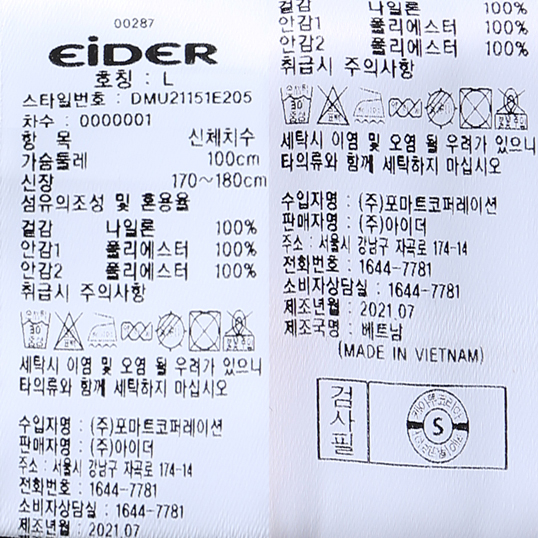 00287
EiDER
호칭 : L
스타일번호 : DMU21151E205
차수 : 0000001
항 목 신체치수
가슴둘레 100cm
신장 170~180cm
섬유의조성 및 혼용율
겉감 나일론 100%
안감1 폴리에스터 100%
안감2 폴리에스터 100%
취급시 주의사항
세탁시 이염 및 오염 될 우려가 있으니
타의류와 함께 세탁하지 마십시오
수입자명 : (주)포마트코퍼레이션
판매자명 : (주)아이더
주소 : 서울시 강남구 자곡로 174-14
전화번호 : 1644-7781
소비자상담실 : 1644-7781
제조년월 : 2021.07
겉감 나일론 100%
안감1 폴리에스터 100%
안감2 폴리에스터 100%
취급시 주의사항
세탁시 이염 및 오염 될 우려가 있으니
타의류와 함께 세탁하지 마십시오
수입자명 : (주)포마트코퍼레이션
판매자명 : (주)아이더
주소 : 서울시 강남구 자곡로 174-14
전화번호 : 1644-7781
소비자상담실 : 1644-7781
제조년월 : 2021.07
제조국명 : 베트남
(MADE IN VIETNAM)
검사필
S